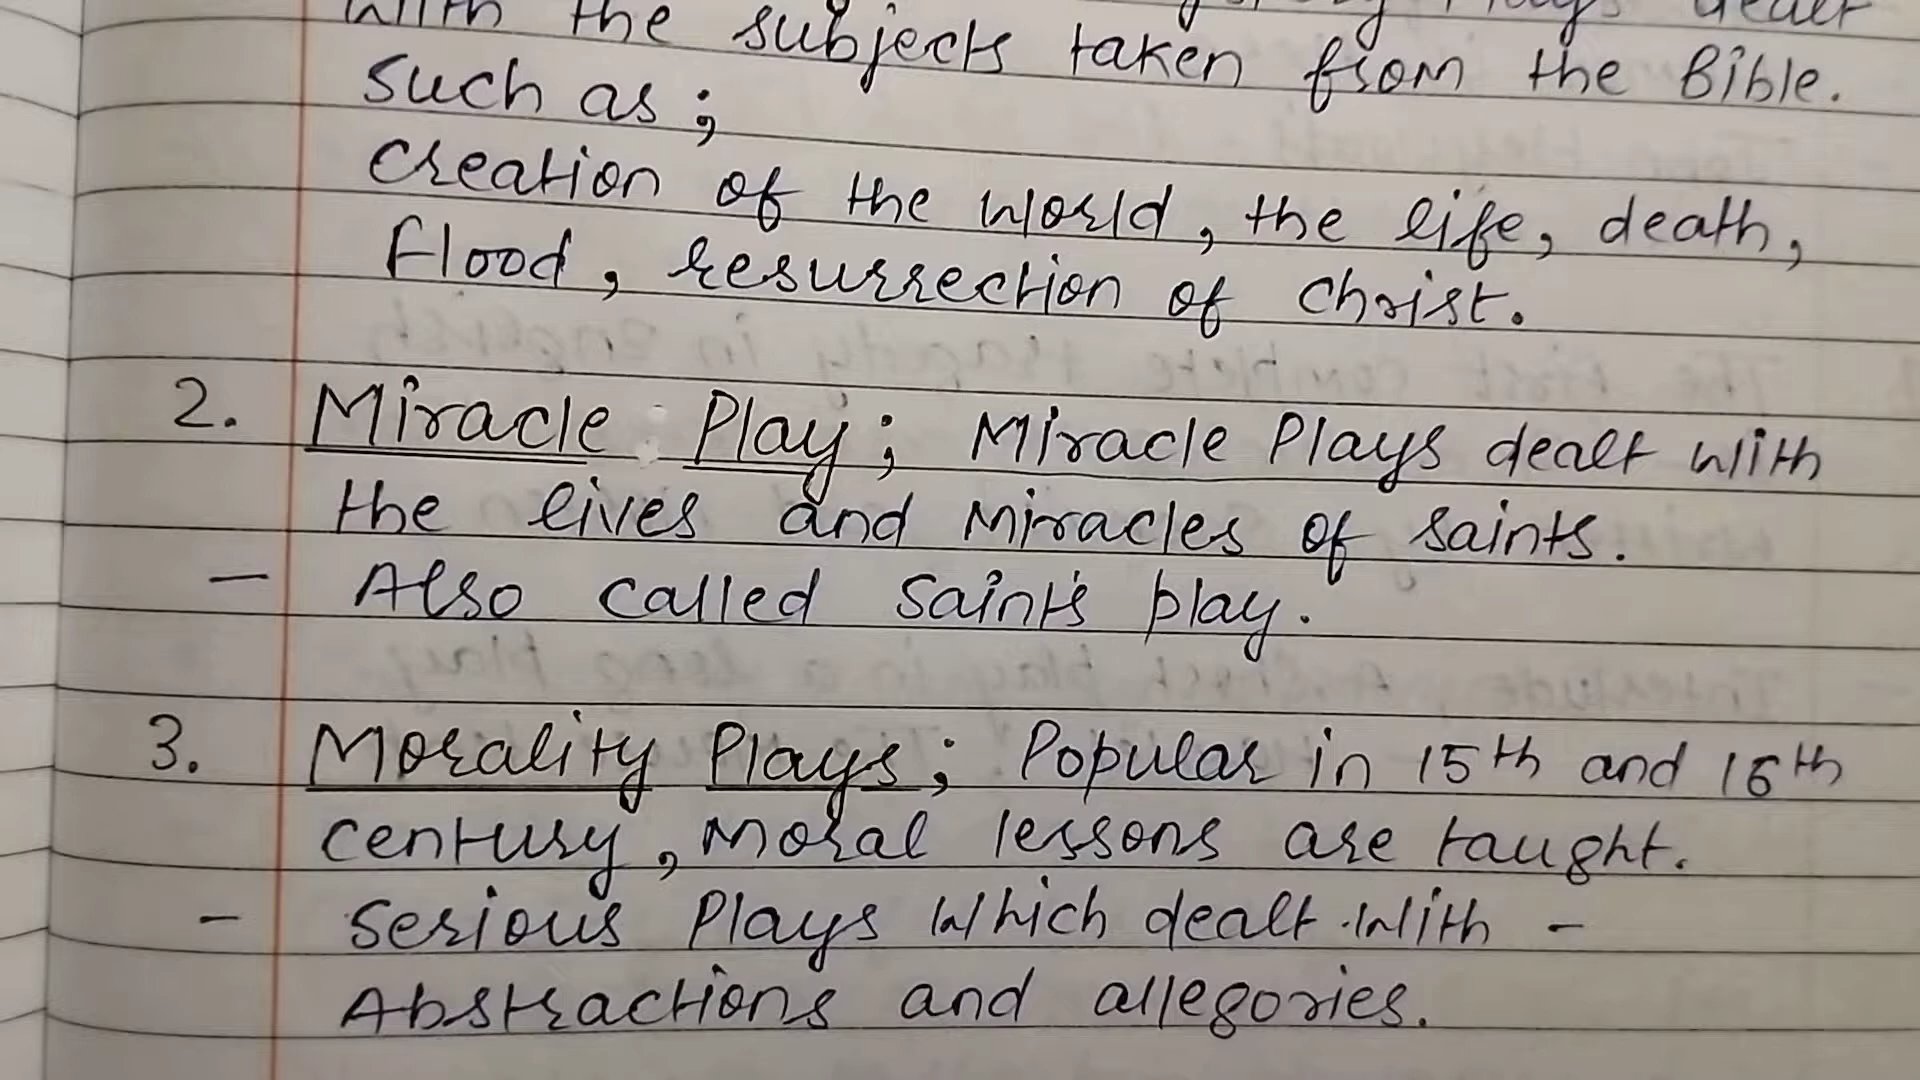 with the subjects taken from the Bible.
such as ;
Creation of the world, the life, death,
flood, resurrection of Christ.
2. Miracle Play ; Miracle Plays dealt with
the lives and Miracles of saints.
- Also called saint's play.
3. Morality Plays ; Popular in 15th and 16th
century, Moral lessons are taught.
- Serious Plays which dealt with -
Abstractions and allegories.